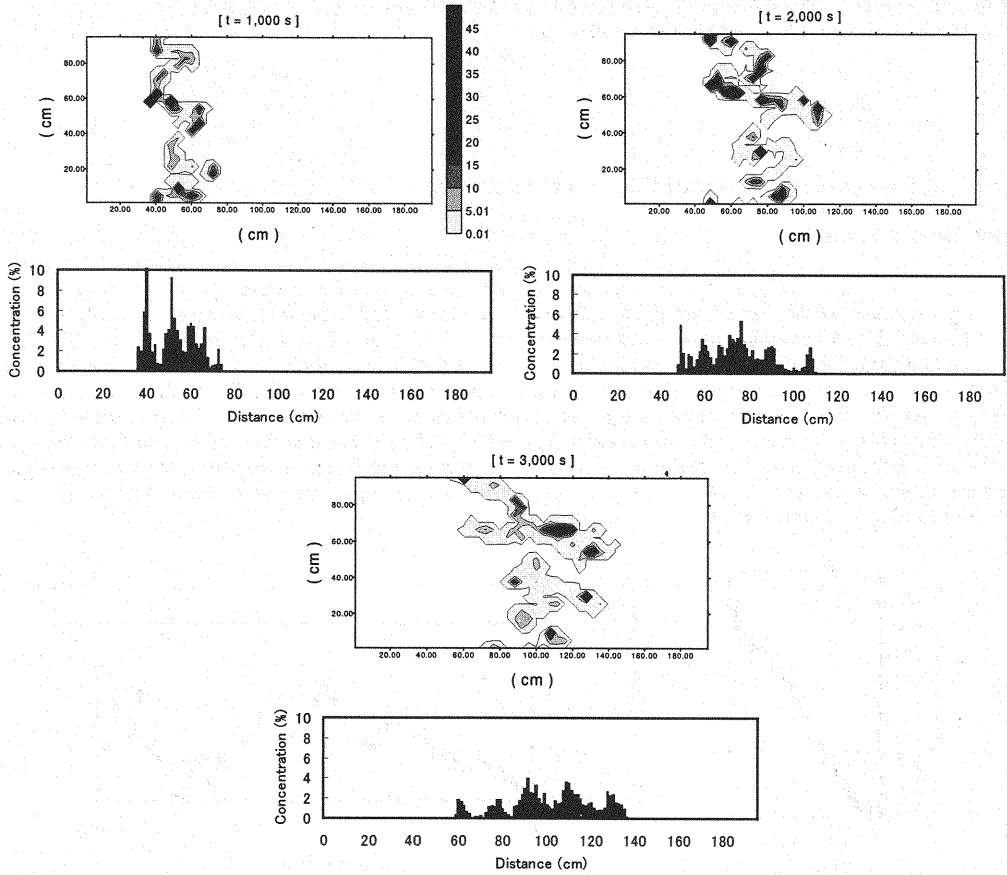 [ t = 1,000 s ]
80.00
60.00
40.00
20.00
( cm )
20.00 40.00 60.00 80.00 100.00 120.00 140.00 160.00 180.00
( cm )
45
40
35
30
25
20
15
10
5.01
0.01
[ t = 2,000 s ]
80.00
60.00
40.00
20.00
( cm )
20.00 40.00 60.00 80.00 100.00 120.00 140.00 160.00 180.00
( cm )
Concentration (%)
10
8
6
4
2
0
0 20 40 60 80 100 120 140 160 180
Distance (cm)
Concentration (%)
10
8
6
4
2
0
0 20 40 60 80 100 120 140 160 180
Distance (cm)
[ t = 3,000 s ]
80.00
60.00
40.00
20.00
( cm )
20.00 40.00 60.00 80.00 100.00 120.00 140.00 160.00 180.00
( cm )
Concentration (%)
10
8
6
4
2
0
0 20 40 60 80 100 120 140 160 180
Distance (cm)